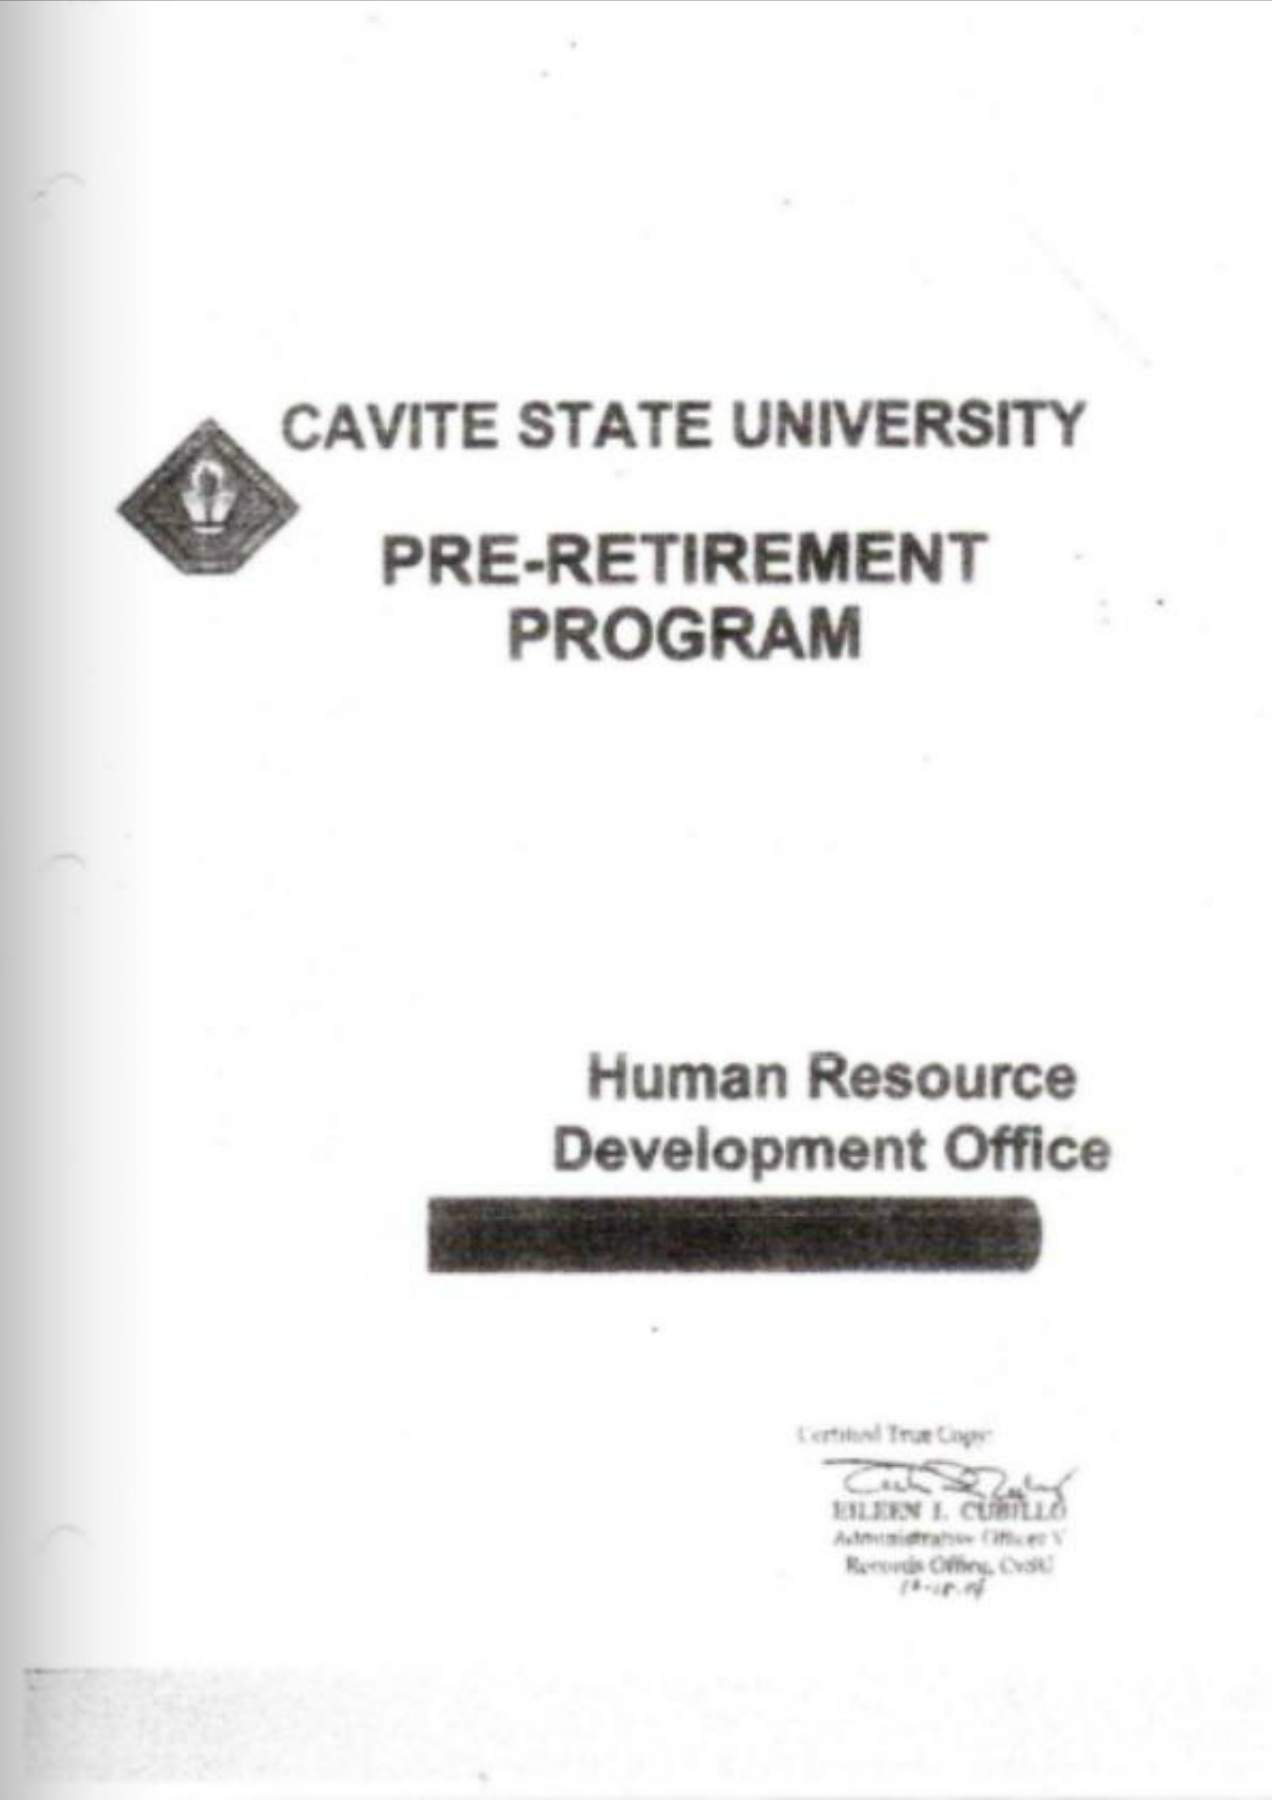 CAVITE STATE UNIVERSITY
PRE-RETIREMENT
PROGRAM
Human Resource
Development Office
Certified True Copy:
EILEEN I. CUBILLO
Administrative Officer V
Records Office, CvSU